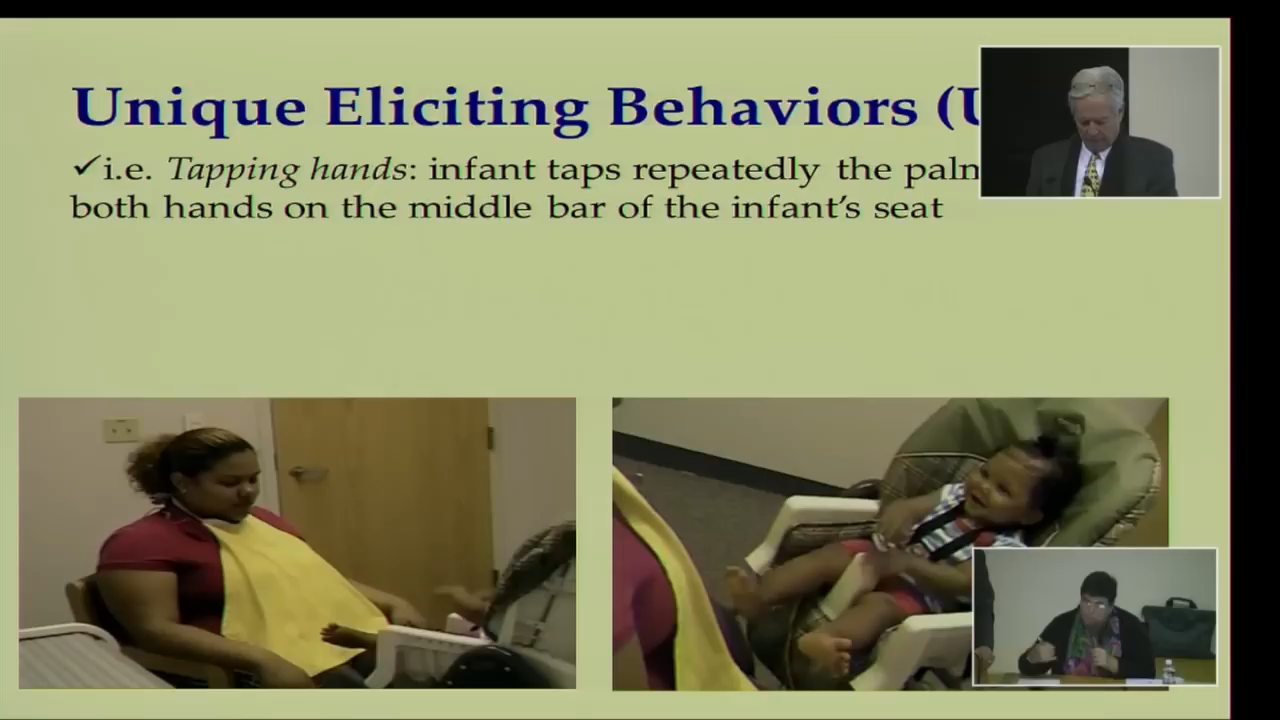 Unique Eliciting Behaviors (U
✓i.e. Tapping hands: infant taps repeatedly the palm
both hands on the middle bar of the infant's seat